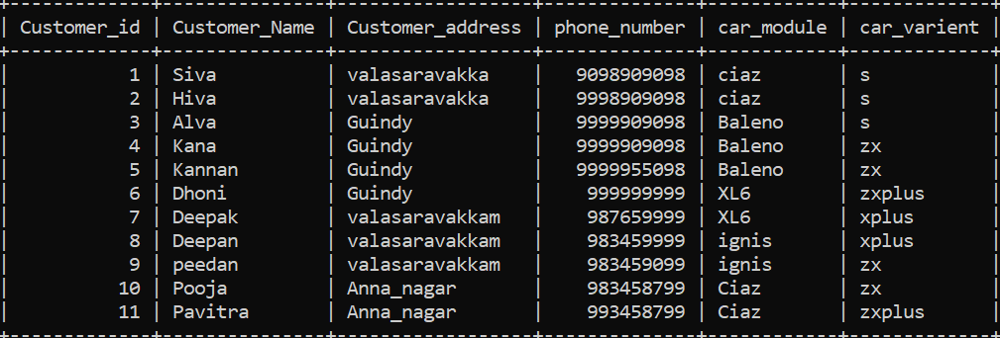 | Customer_id | Customer_Name | Customer_address | phone_number | car_module | car_varient |
| 1 | Siva | valasaravakka | 9098909098 | ciaz | s |
| 2 | Hiva | valasaravakka | 9998909098 | ciaz | s |
| 3 | Alva | Guindy | 9999909098 | Baleno | s |
| 4 | Kana | Guindy | 9999909098 | Baleno | zx |
| 5 | Kannan | Guindy | 9999955098 | Baleno | zx |
| 6 | Dhoni | Guindy | 999999999 | XL6 | zxplus |
| 7 | Deepak | valasaravakkam | 987659999 | XL6 | xplus |
| 8 | Deepan | valasaravakkam | 983459999 | ignis | xplus |
| 9 | peedan | valasaravakkam | 983459099 | ignis | zx |
| 10 | Pooja | Anna_nagar | 983458799 | Ciaz | zx |
| 11 | Pavitra | Anna_nagar | 993458799 | Ciaz | zxplus |